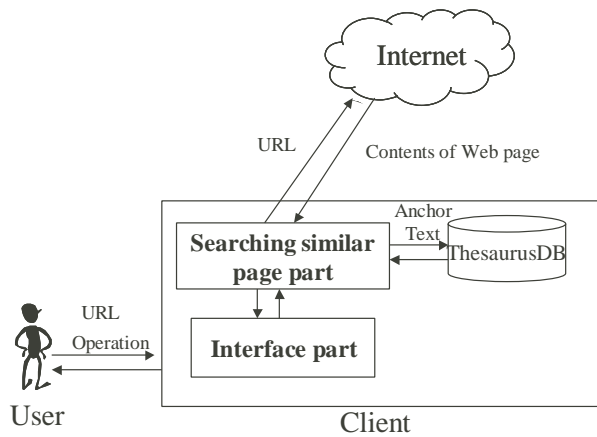 Internet
URL
Contents of Web page
Anchor
Text
Searching similar
page part
ThesaurusDB
URL
Operation
Interface part
User
Client